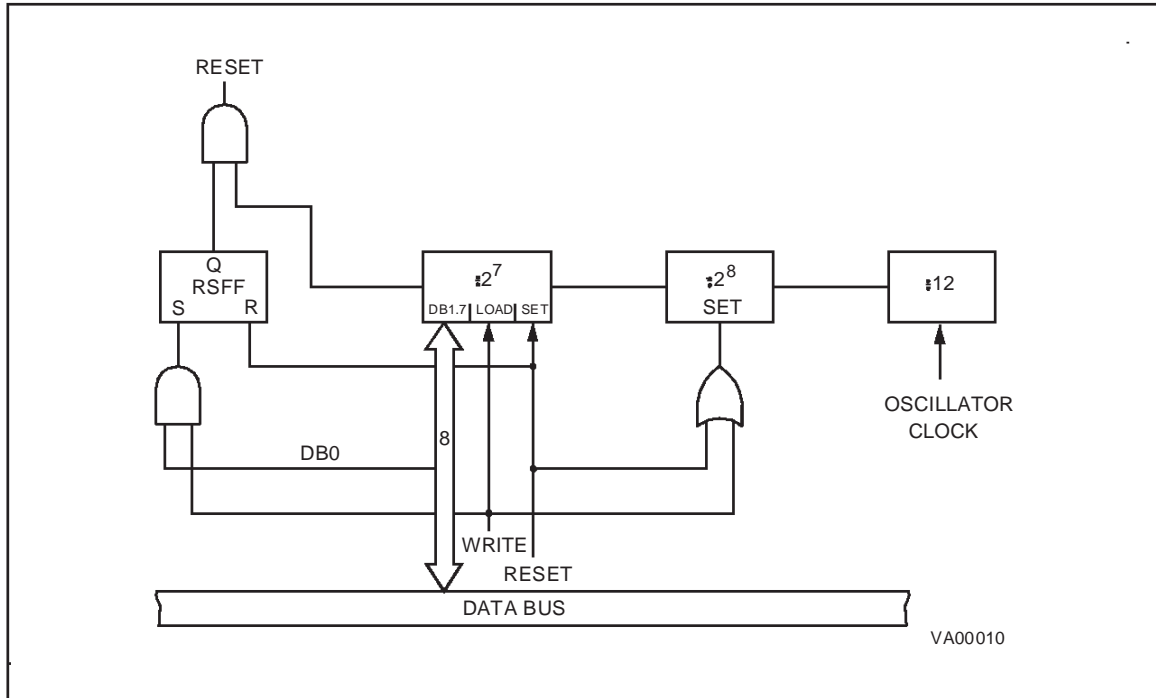 RESET
Q
RSFF
S R
÷2^7
DB1.7 LOAD SET
÷2^8
SET
÷12
OSCILLATOR
CLOCK
8
DB0
WRITE
RESET
DATA BUS
VA00010